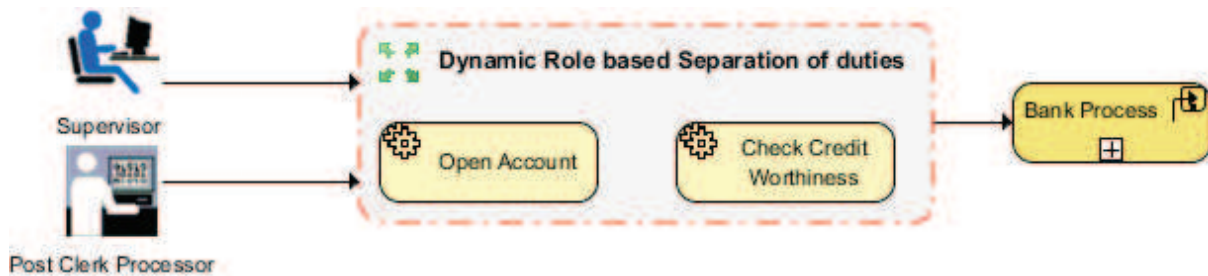 Dynamic Role based Separation of duties
Supervisor
Open Account
Check Credit
Worthiness
Bank Process
Post Clerk Processor